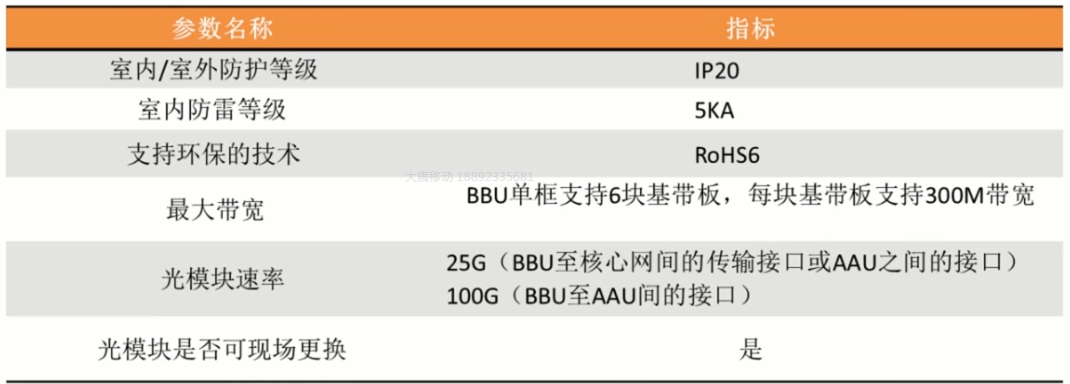 参数名称 指标
室内/室外防护等级 IP20
室内防雷等级 5KA
支持环保的技术 RoHS6
大唐移动 18892335681
最大带宽 BBU单框支持6块基带板，每块基带板支持300M带宽
光模块速率 25G（BBU至核心网间的传输接口或AAU之间的接口）
100G（BBU至AAU间的接口）
光模块是否可现场更换 是